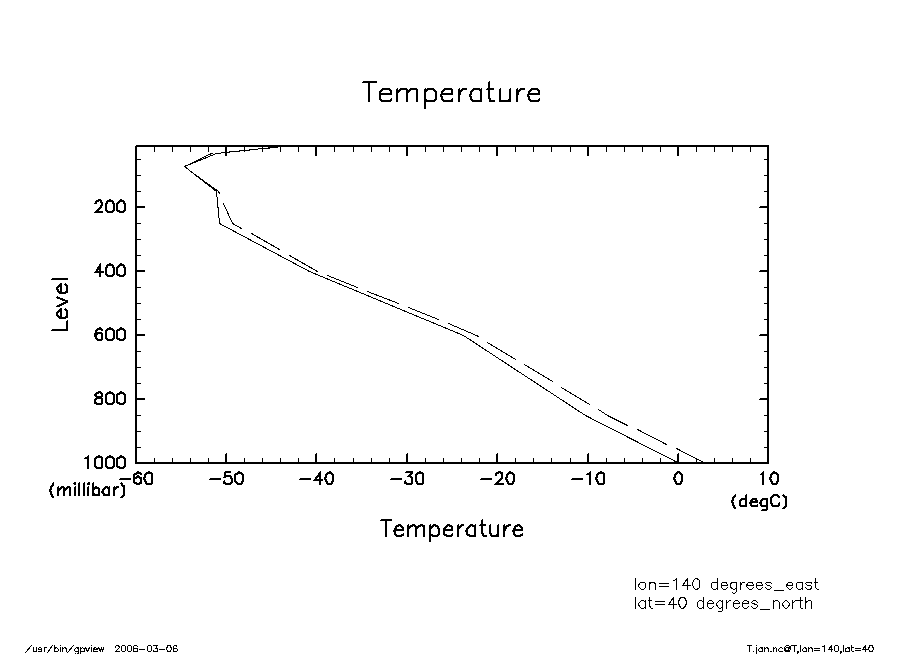 Temperature
200
400
600
800
1000
Level
(millibar)
-60 -50 -40 -30 -20 -10 0 10
(degC)
Temperature
lon=140 degrees_east
lat=40 degrees_north
/usr/bin/gpview 2006-03-06
T.jan.nc@T,lon=140,lat=40